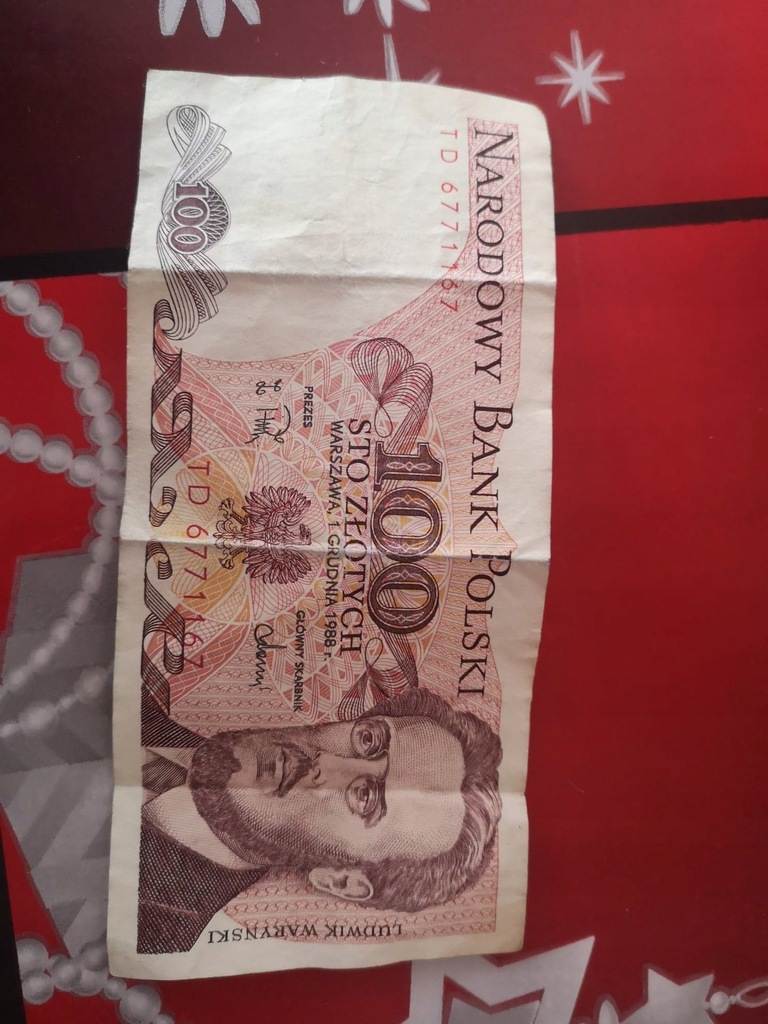 NARODOWY BANK POLSKI
TD 6771167
100
STO ZŁOTYCH
WARSZAWA, 1 GRUDNIA 1988 r.
PREZES
GŁÓWNY SKARBNIK
TD 6771167
100
LUDWIK WARYŃSKI